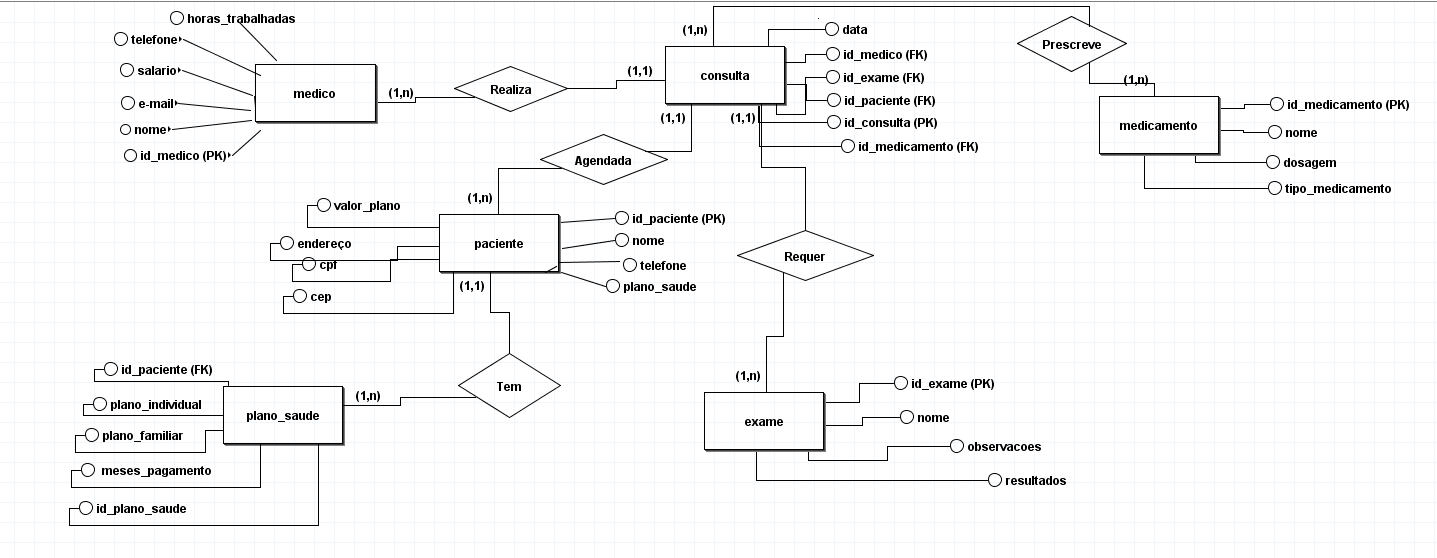 horas_trabalhadas
telefone
salario
e-mail
nome
id_medico (PK)
medico
(1,n)
Realiza
(1,1)
(1,n)
consulta
data
id_medico (FK)
id_exame (FK)
id_paciente (FK)
id_consulta (PK)
id_medicamento (FK)
(1,1)
(1,1)
Prescreve
(1,n)
medicamento
id_medicamento (PK)
nome
dosagem
tipo_medicamento
Agendada
(1,n)
valor_plano
endereço
cpf
cep
paciente
id_paciente (PK)
nome
telefone
plano_saude
(1,1)
Requer
Tem
(1,n)
id_paciente (FK)
plano_individual
plano_familiar
meses_pagamento
id_plano_saude
plano_saude
(1,n)
exame
id_exame (PK)
nome
observacoes
resultados